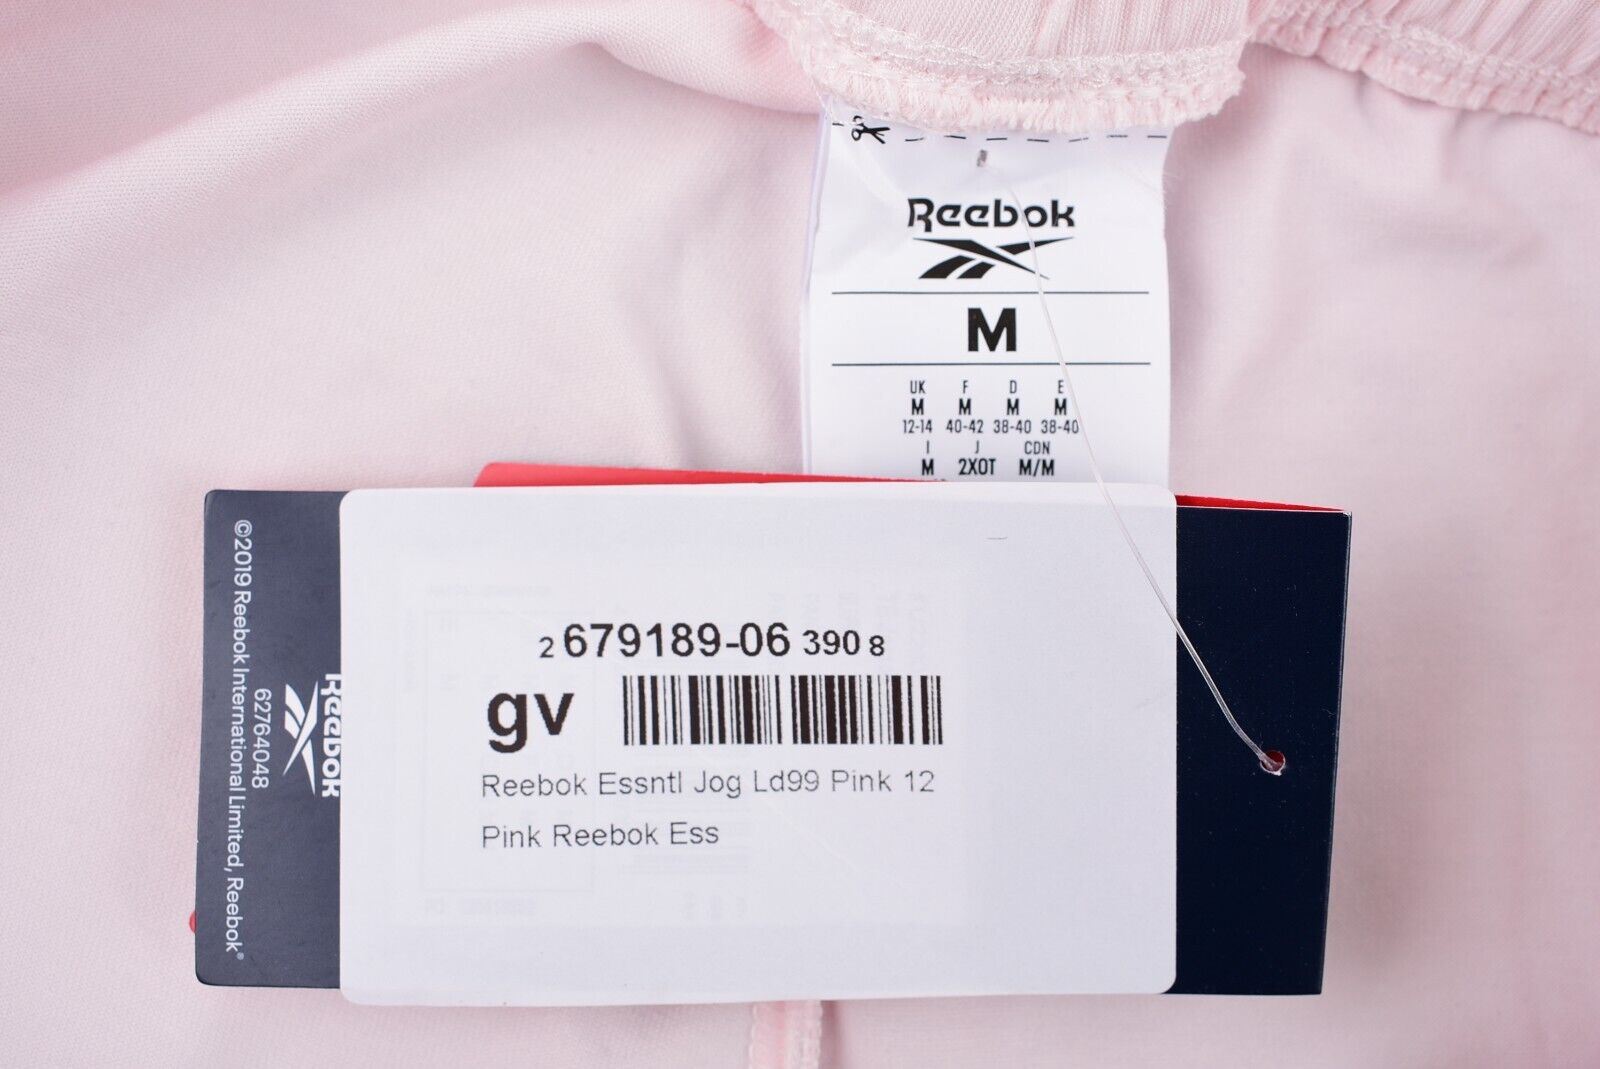 Reebok
M
UK F D E
M M M M
12-14 40-42 38-40 38-40
I J CDN
M 2XOT M/M
©2019 Reebok International Limited, Reebok®
62764048
Reebok
2 679189-06 390 8
gv
Reebok Essntl Jog Ld99 Pink 12
Pink Reebok Ess